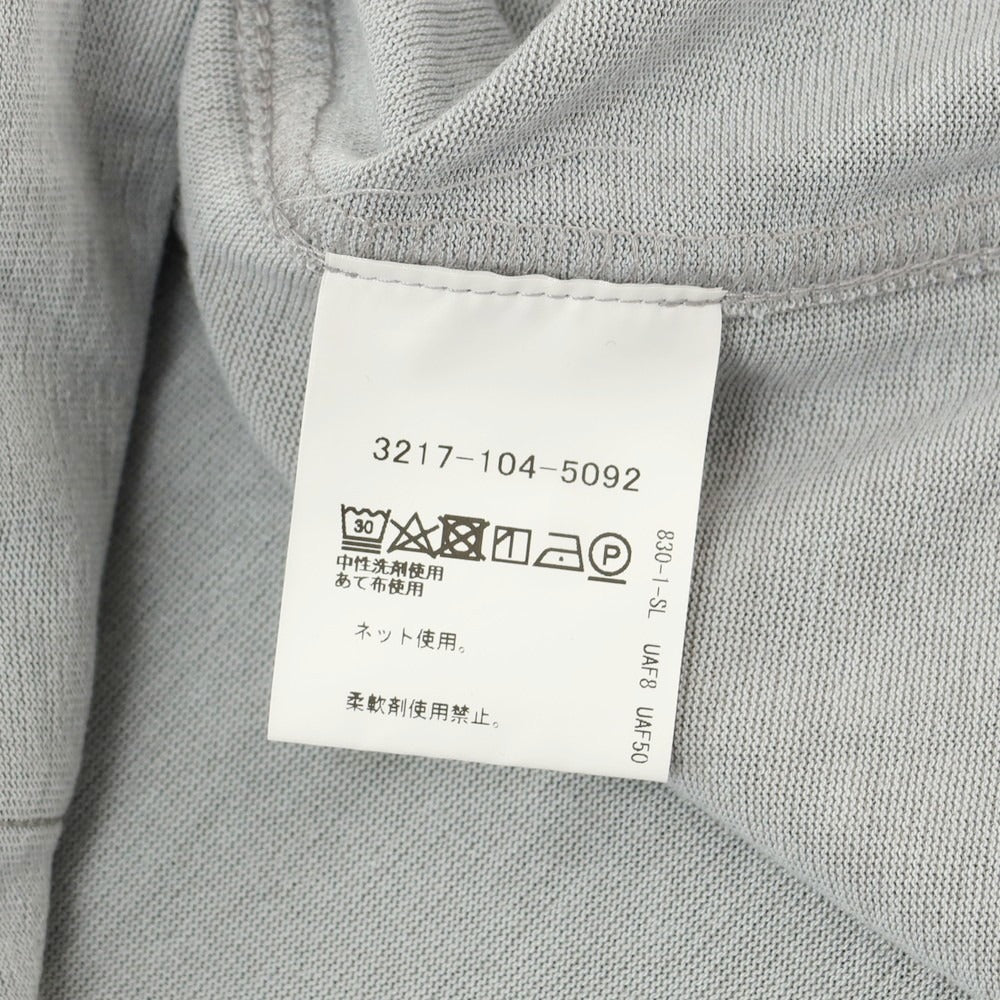 3217-104-5092
30
P
中性洗剤使用
あて布使用
ネット使用。
柔軟剤使用禁止。
830-1-SL UAF8 UAF50